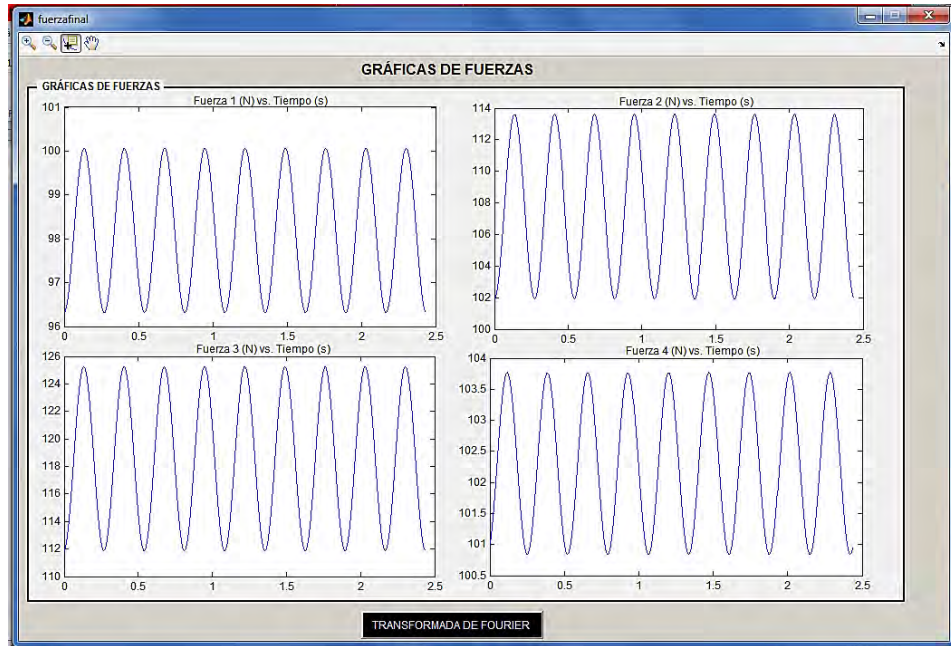 fuerzafinal
GRÁFICAS DE FUERZAS
GRÁFICAS DE FUERZAS
Fuerza 1 (N) vs. Tiempo (s)
101
100
99
98
97
96
0 0.5 1 1.5 2 2.5
Fuerza 2 (N) vs. Tiempo (s)
114
112
110
108
106
104
102
100
0 0.5 1 1.5 2 2.5
Fuerza 3 (N) vs. Tiempo (s)
126
124
122
120
118
116
114
112
110
0 0.5 1 1.5 2 2.5
Fuerza 4 (N) vs. Tiempo (s)
104
103.5
103
102.5
102
101.5
101
100.5
0 0.5 1 1.5 2 2.5
TRANSFORMADA DE FOURIER